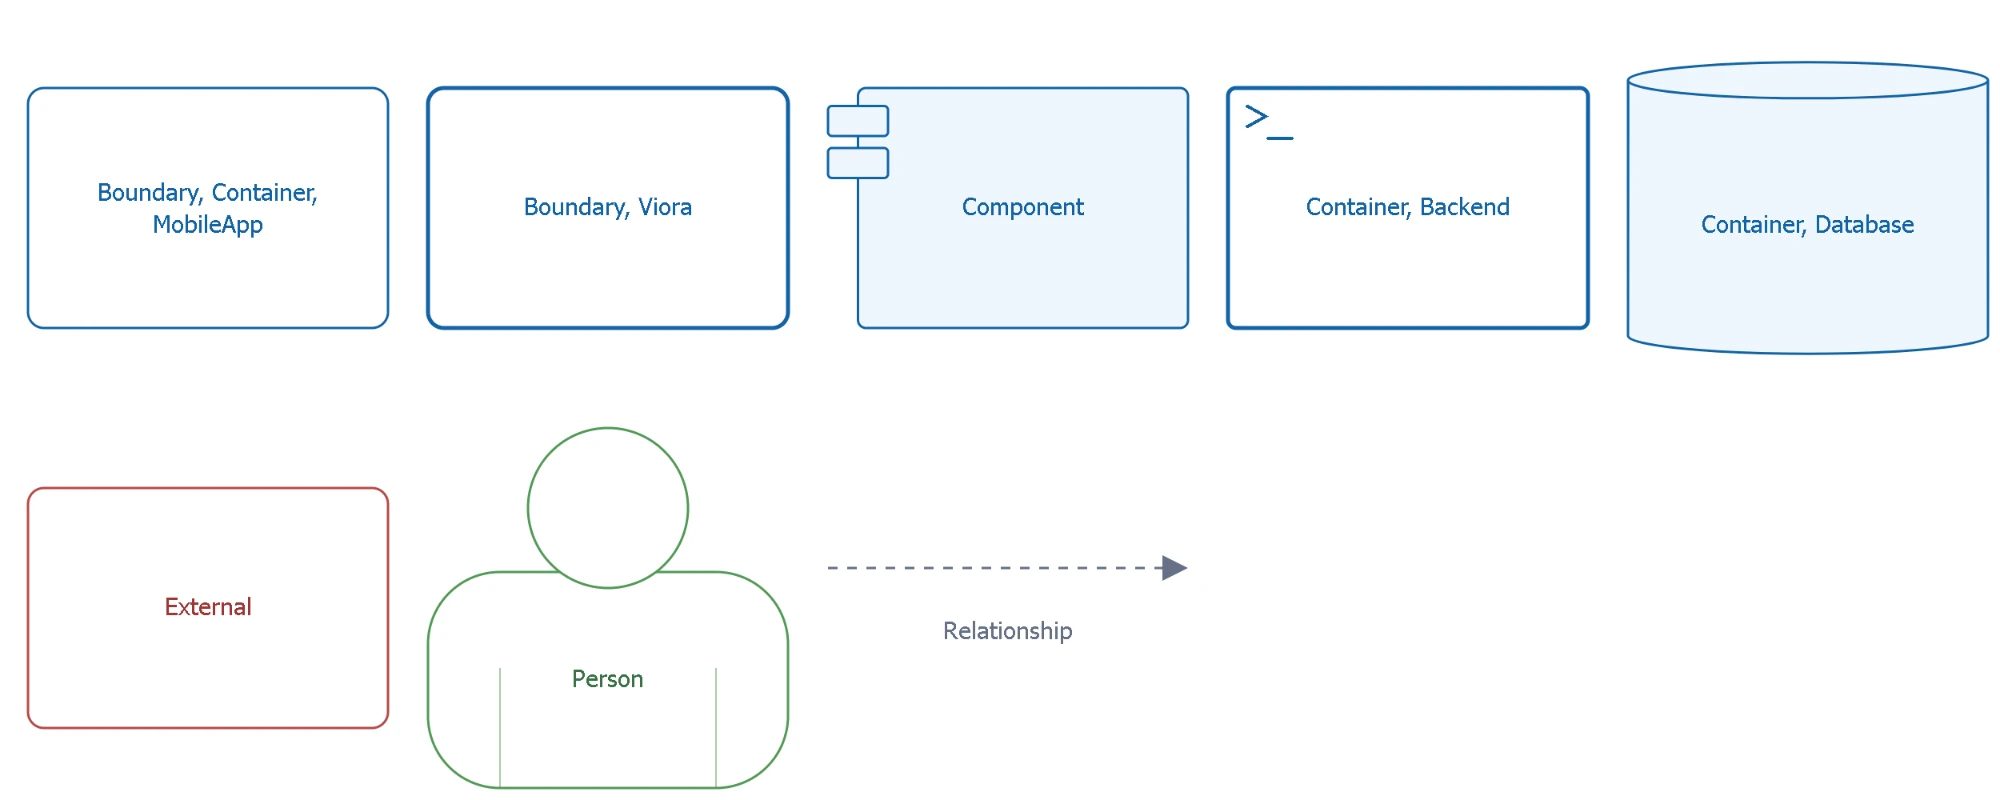 Boundary, Container,
MobileApp
Boundary, Viora
Component
>_
Container, Backend
Container, Database
External
Person
Relationship